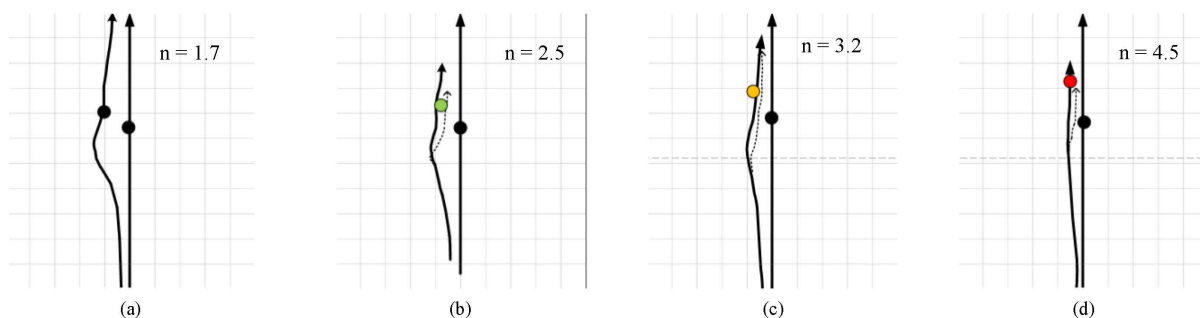 n = 1.7
n = 2.5
n = 3.2
n = 4.5
(a)
(b)
(c)
(d)